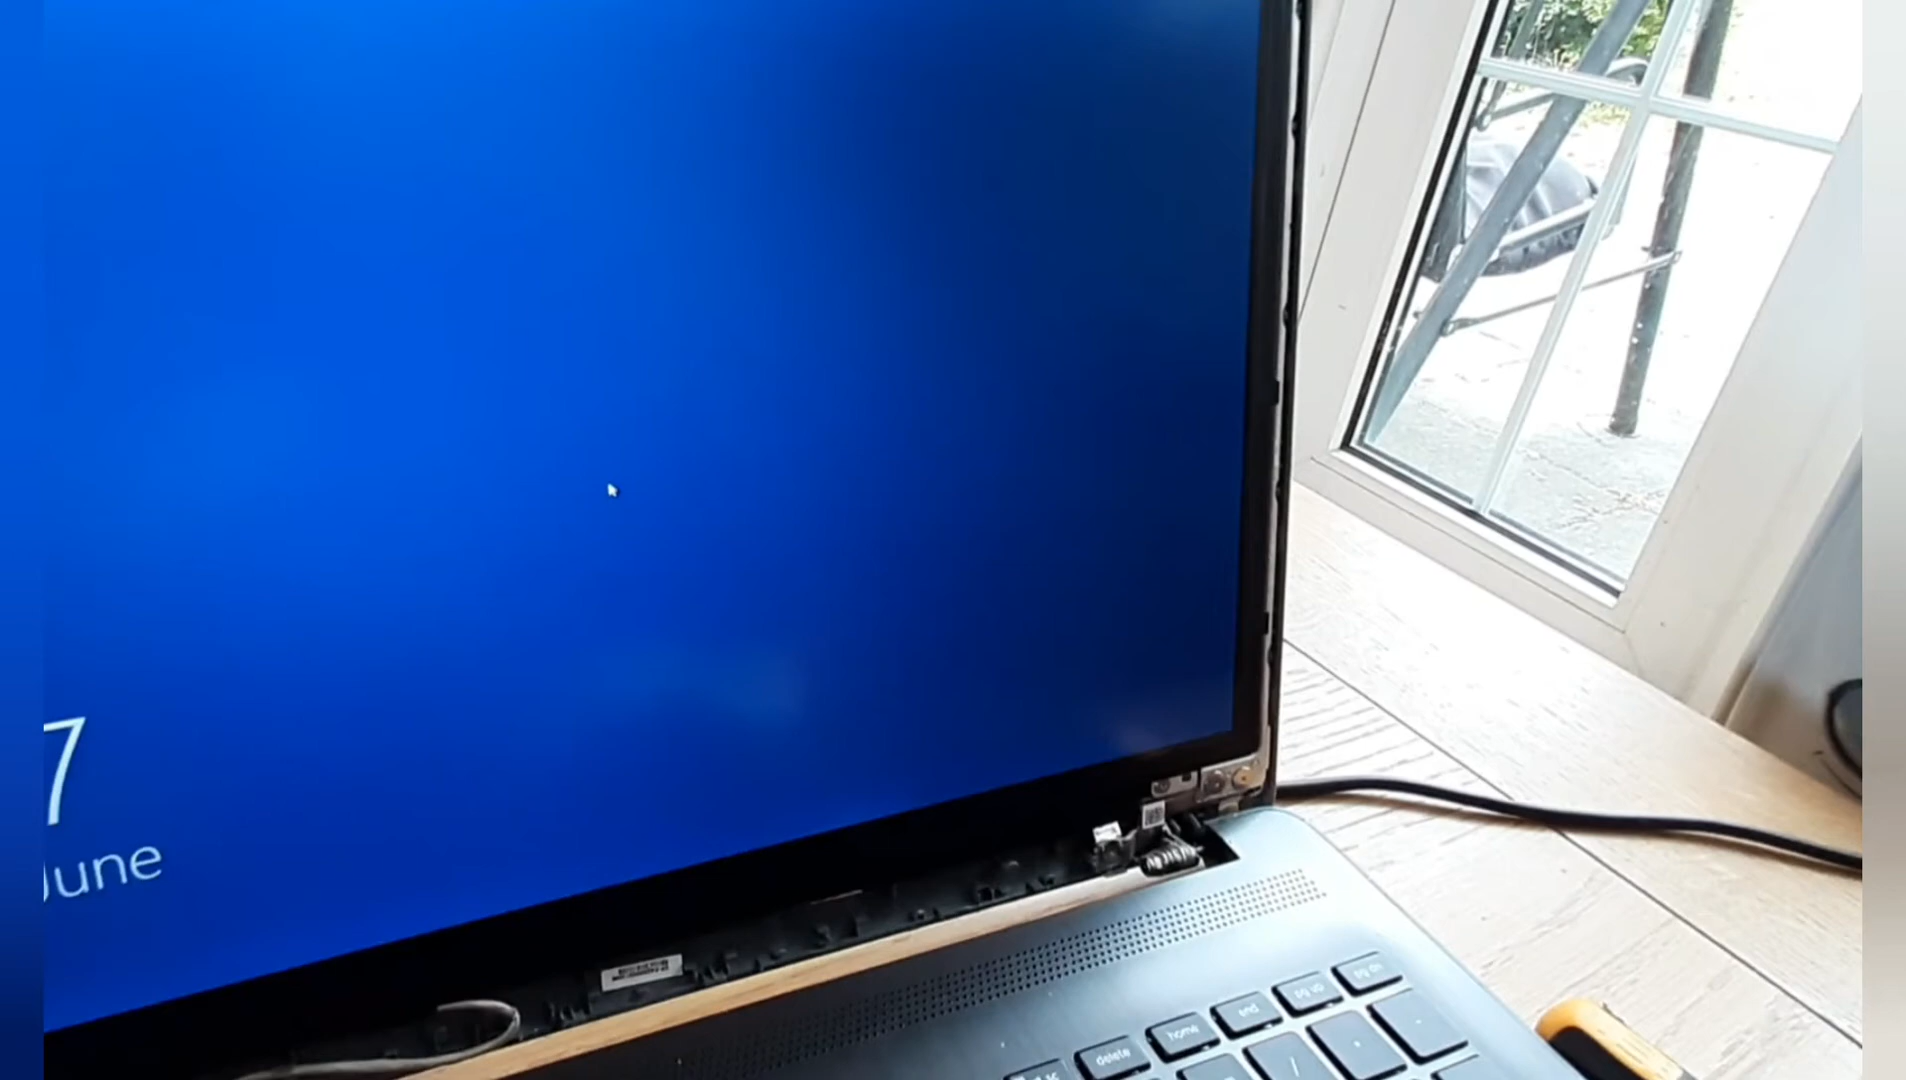 7
June
delete
home
end
pg up
pg dn
/
*
-